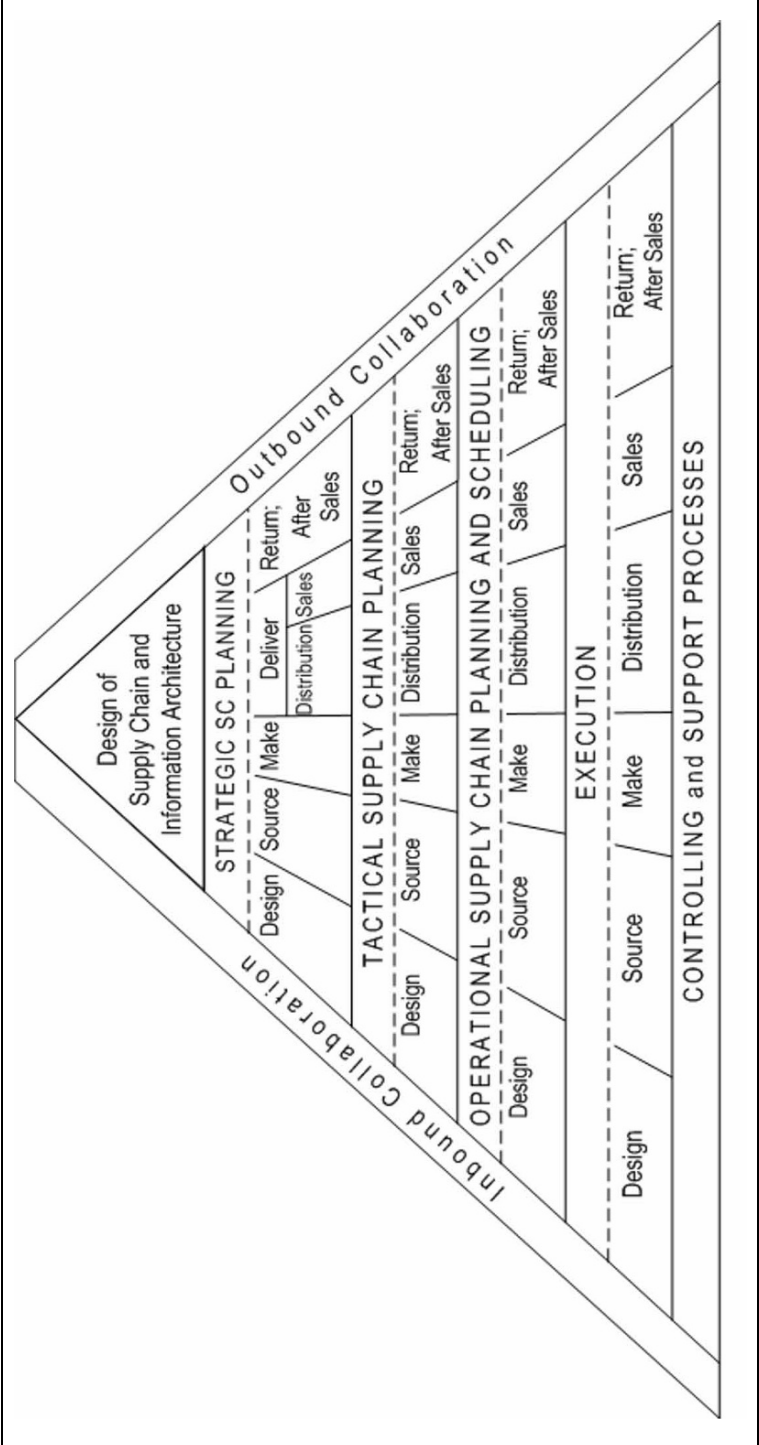 Design of
Supply Chain and
Information Architecture
Inbound Collaboration
Outbound Collaboration
STRATEGIC SC PLANNING
Design
Source
Make
Deliver
Distribution
Sales
Return;
After
Sales
TACTICAL SUPPLY CHAIN PLANNING
Design
Source
Make
Distribution
Sales
Return;
After Sales
OPERATIONAL SUPPLY CHAIN PLANNING AND SCHEDULING
Design
Source
Make
Distribution
Sales
Return;
After Sales
EXECUTION
Design
Source
Make
Distribution
Sales
Return;
After Sales
CONTROLLING and SUPPORT PROCESSES